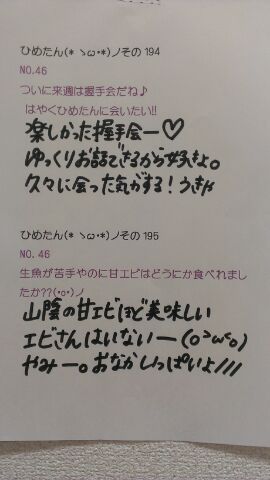 ひめたん(* ゝω・*)ノその 194
NO.46
ついに来週は握手会だね♪
はやくひめたんに会いたい!!
楽しかった握手会ー♡
ゆっくりお話できるから好きよ。
久々に会った気がする！うきゃ
ひめたん(* ゝω・*)ノその 195
NO.46
生魚が苦手やのに甘エビはどうにか食べれまし
たか??(・o・)ノ
山陰の甘エビほど美味しい
エビさんはいないー(o>ω<o)
やみー。おなかしっぱいよ///